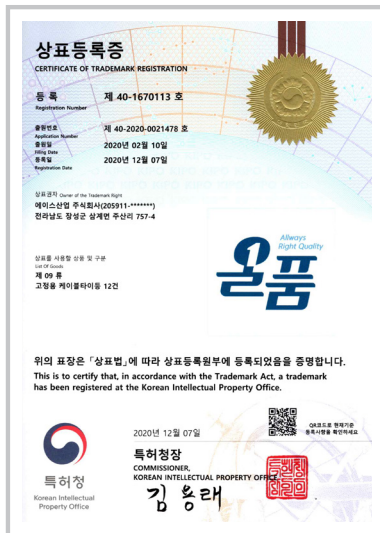 상표등록증
CERTIFICATE OF TRADEMARK REGISTRATION
등 록 제 40-1670113 호
Registration Number
출원번호 제 40-2020-0021478 호
Application Number
출원일 2020년 02월 10일
Filing Date
등록일 2020년 12월 07일
Registration Date
상표권자 Owner of the Trademark Right
에이스산업 주식회사(205911-*******)
전라남도 장성군 삼계면 주산리 757-4
상표를 사용할 상품 및 구분
List Of Goods
제 09 류
고정용 케이블타이등 12건
Allways
Right Quality
올품
위의 표장은 「상표법」에 따라 상표등록원부에 등록되었음을 증명합니다.
This is to certify that, in accordance with the Trademark Act, a trademark
has been registered at the Korean Intellectual Property Office.
2020년 12월 07일
QR코드로 현재기준
등록사항을 확인하세요
특허청장
COMMISSIONER,
KOREAN INTELLECTUAL PROPERTY OFFICE
김용래
특허청
Korean Intellectual
Property Office